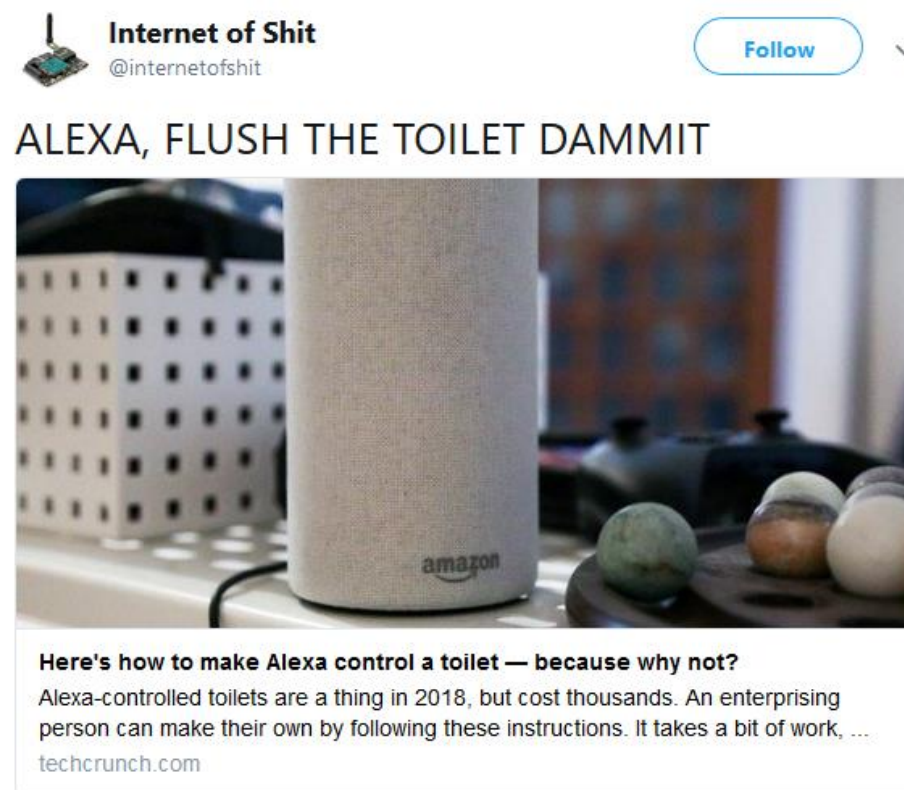 Internet of Shit
@internetofshit
Follow
ALEXA, FLUSH THE TOILET DAMMIT
amazon
Here's how to make Alexa control a toilet — because why not?
Alexa-controlled toilets are a thing in 2018, but cost thousands. An enterprising
person can make their own by following these instructions. It takes a bit of work, ...
techcrunch.com